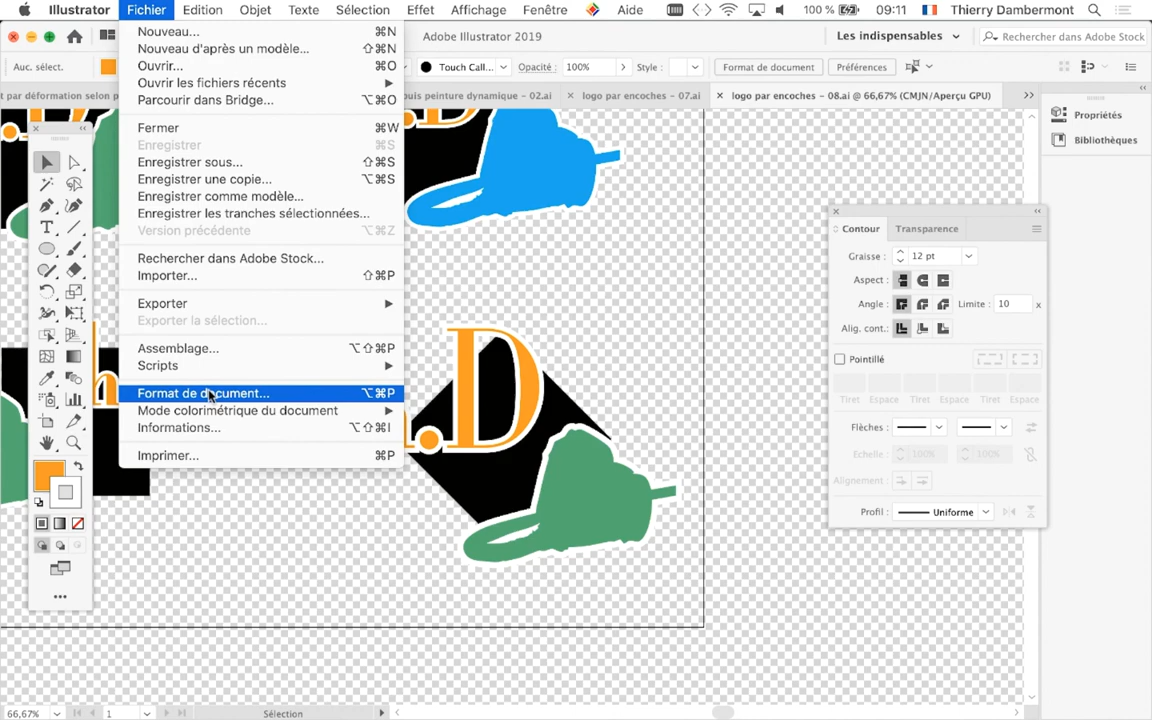 Illustrator Fichier Edition Objet Texte Sélection Effet Affichage Fenêtre Aide 100 % 09:11 Thierry Dambermont
Adobe Illustrator 2019 Les indispensables Rechercher dans Adobe Stock
Auc. sélect. Touch Call... Opacité : 100% Style : Format de document Préférences
t par déformation selon p
uis peinture dynamique - 02.ai × logo par encoches - 07.ai × logo par encoches - 08.ai @ 66,67% (CMJN/Aperçu GPU)
Nouveau... ⌘N
Nouveau d'après un modèle... ⇧⌘N
Ouvrir... ⌘O
Ouvrir les fichiers récents
Parcourir dans Bridge... ⌥⌘O
Fermer ⌘W
Enregistrer ⌘S
Enregistrer sous... ⇧⌘S
Enregistrer une copie... ⌥⌘S
Enregistrer comme modèle...
Enregistrer les tranches sélectionnées...
Version précédente ⌥⌘Z
Rechercher dans Adobe Stock...
Importer... ⇧⌘P
Exporter
Exporter la sélection...
Assemblage... ⌥⇧⌘P
Scripts
Format de document... ⌥⌘P
Mode colorimétrique du document
Informations... ⌥⇧⌘I
Imprimer... ⌘P
.D
h
.D
Propriétés
Bibliothèques
Contour Transparence
Graisse : 12 pt
Aspect :
Angle : Limite : 10 x
Alig. cont.:
Pointillé
Tiret Espace Tiret Espace Tiret Espace
Flèches :
Echelle : 100% 100%
Alignement :
Profil : Uniforme
66,67% 1 Sélection